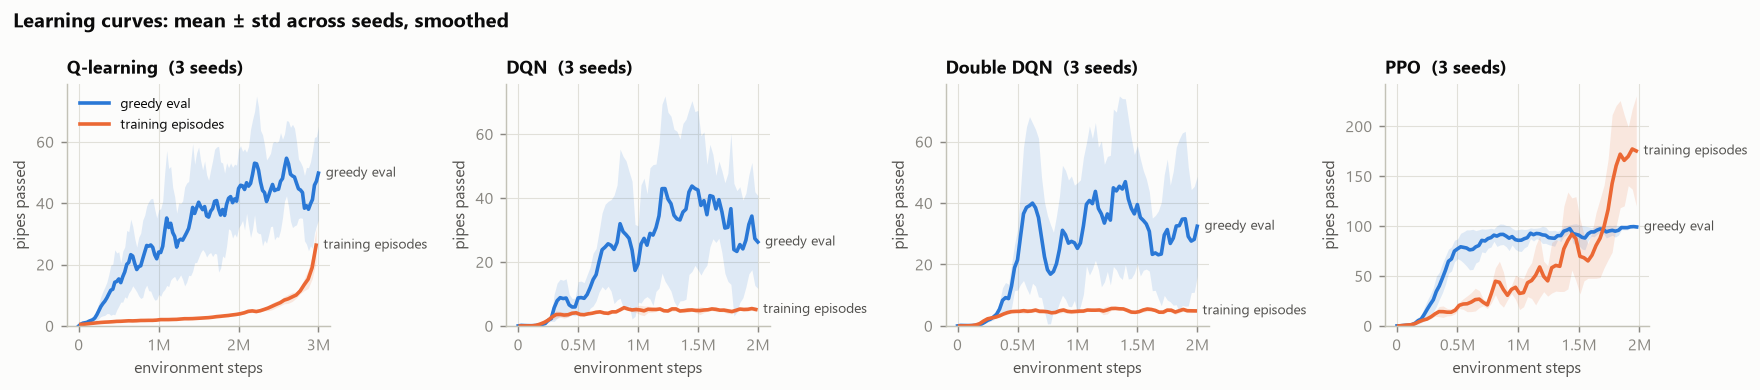 Learning curves: mean ± std across seeds, smoothed
Q-learning (3 seeds)
greedy eval
training episodes
60
40
20
0
pipes passed
greedy eval
training episodes
0
1M
2M
3M
environment steps
DQN (3 seeds)
60
40
20
0
pipes passed
greedy eval
training episodes
0
0.5M
1M
1.5M
2M
environment steps
Double DQN (3 seeds)
60
40
20
0
pipes passed
greedy eval
training episodes
0
0.5M
1M
1.5M
2M
environment steps
PPO (3 seeds)
200
150
100
50
0
pipes passed
training episodes
greedy eval
0
0.5M
1M
1.5M
2M
environment steps